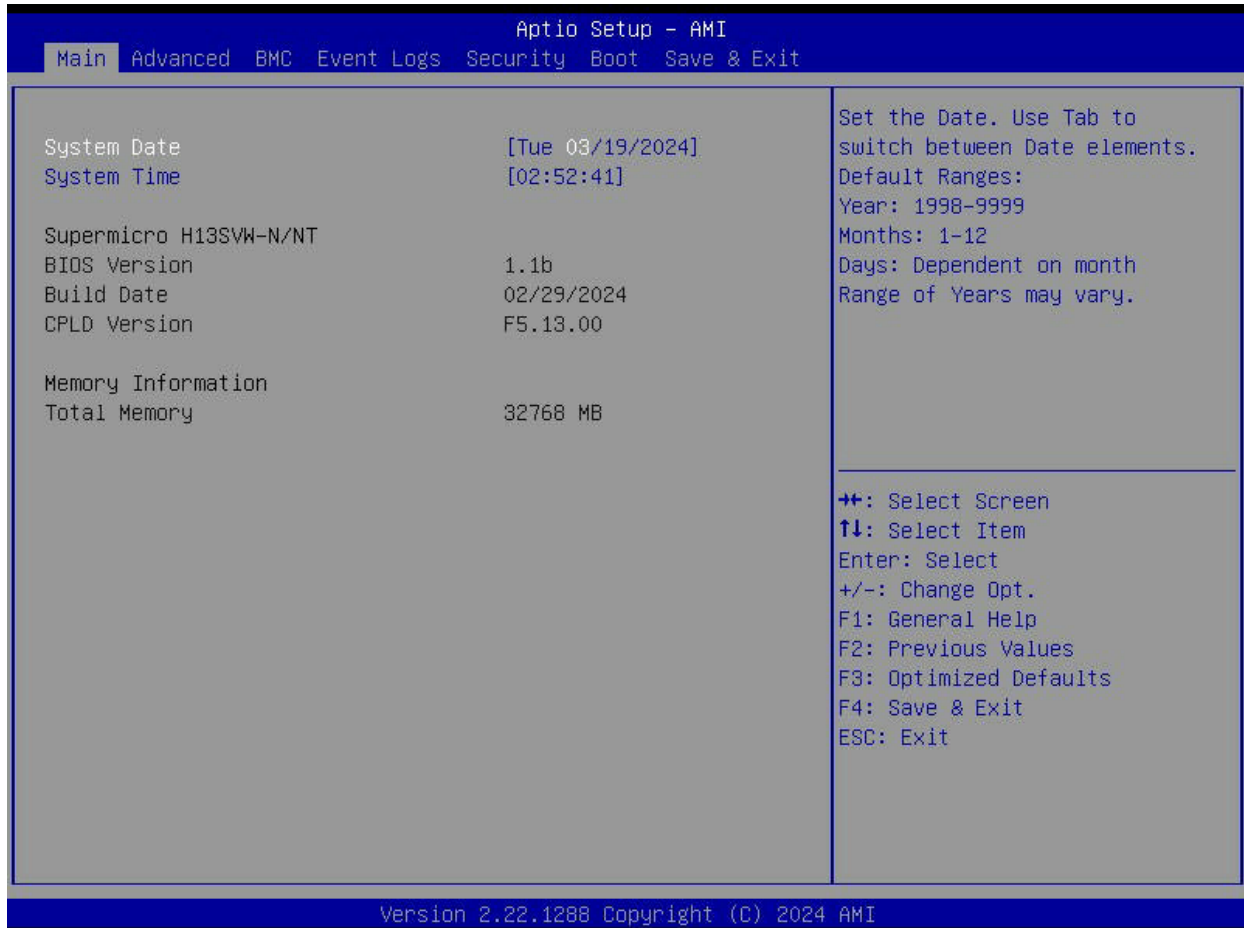 Aptio Setup – AMI
Main Advanced BMC Event Logs Security Boot Save & Exit
System Date [Tue 03/19/2024]
System Time [02:52:41]
Supermicro H13SVW-N/NT
BIOS Version 1.1b
Build Date 02/29/2024
CPLD Version F5.13.00
Memory Information
Total Memory 32768 MB
Set the Date. Use Tab to
switch between Date elements.
Default Ranges:
Year: 1998-9999
Months: 1-12
Days: Dependent on month
Range of Years may vary.
→←: Select Screen
↑↓: Select Item
Enter: Select
+/-: Change Opt.
F1: General Help
F2: Previous Values
F3: Optimized Defaults
F4: Save & Exit
ESC: Exit
Version 2.22.1288 Copyright (C) 2024 AMI